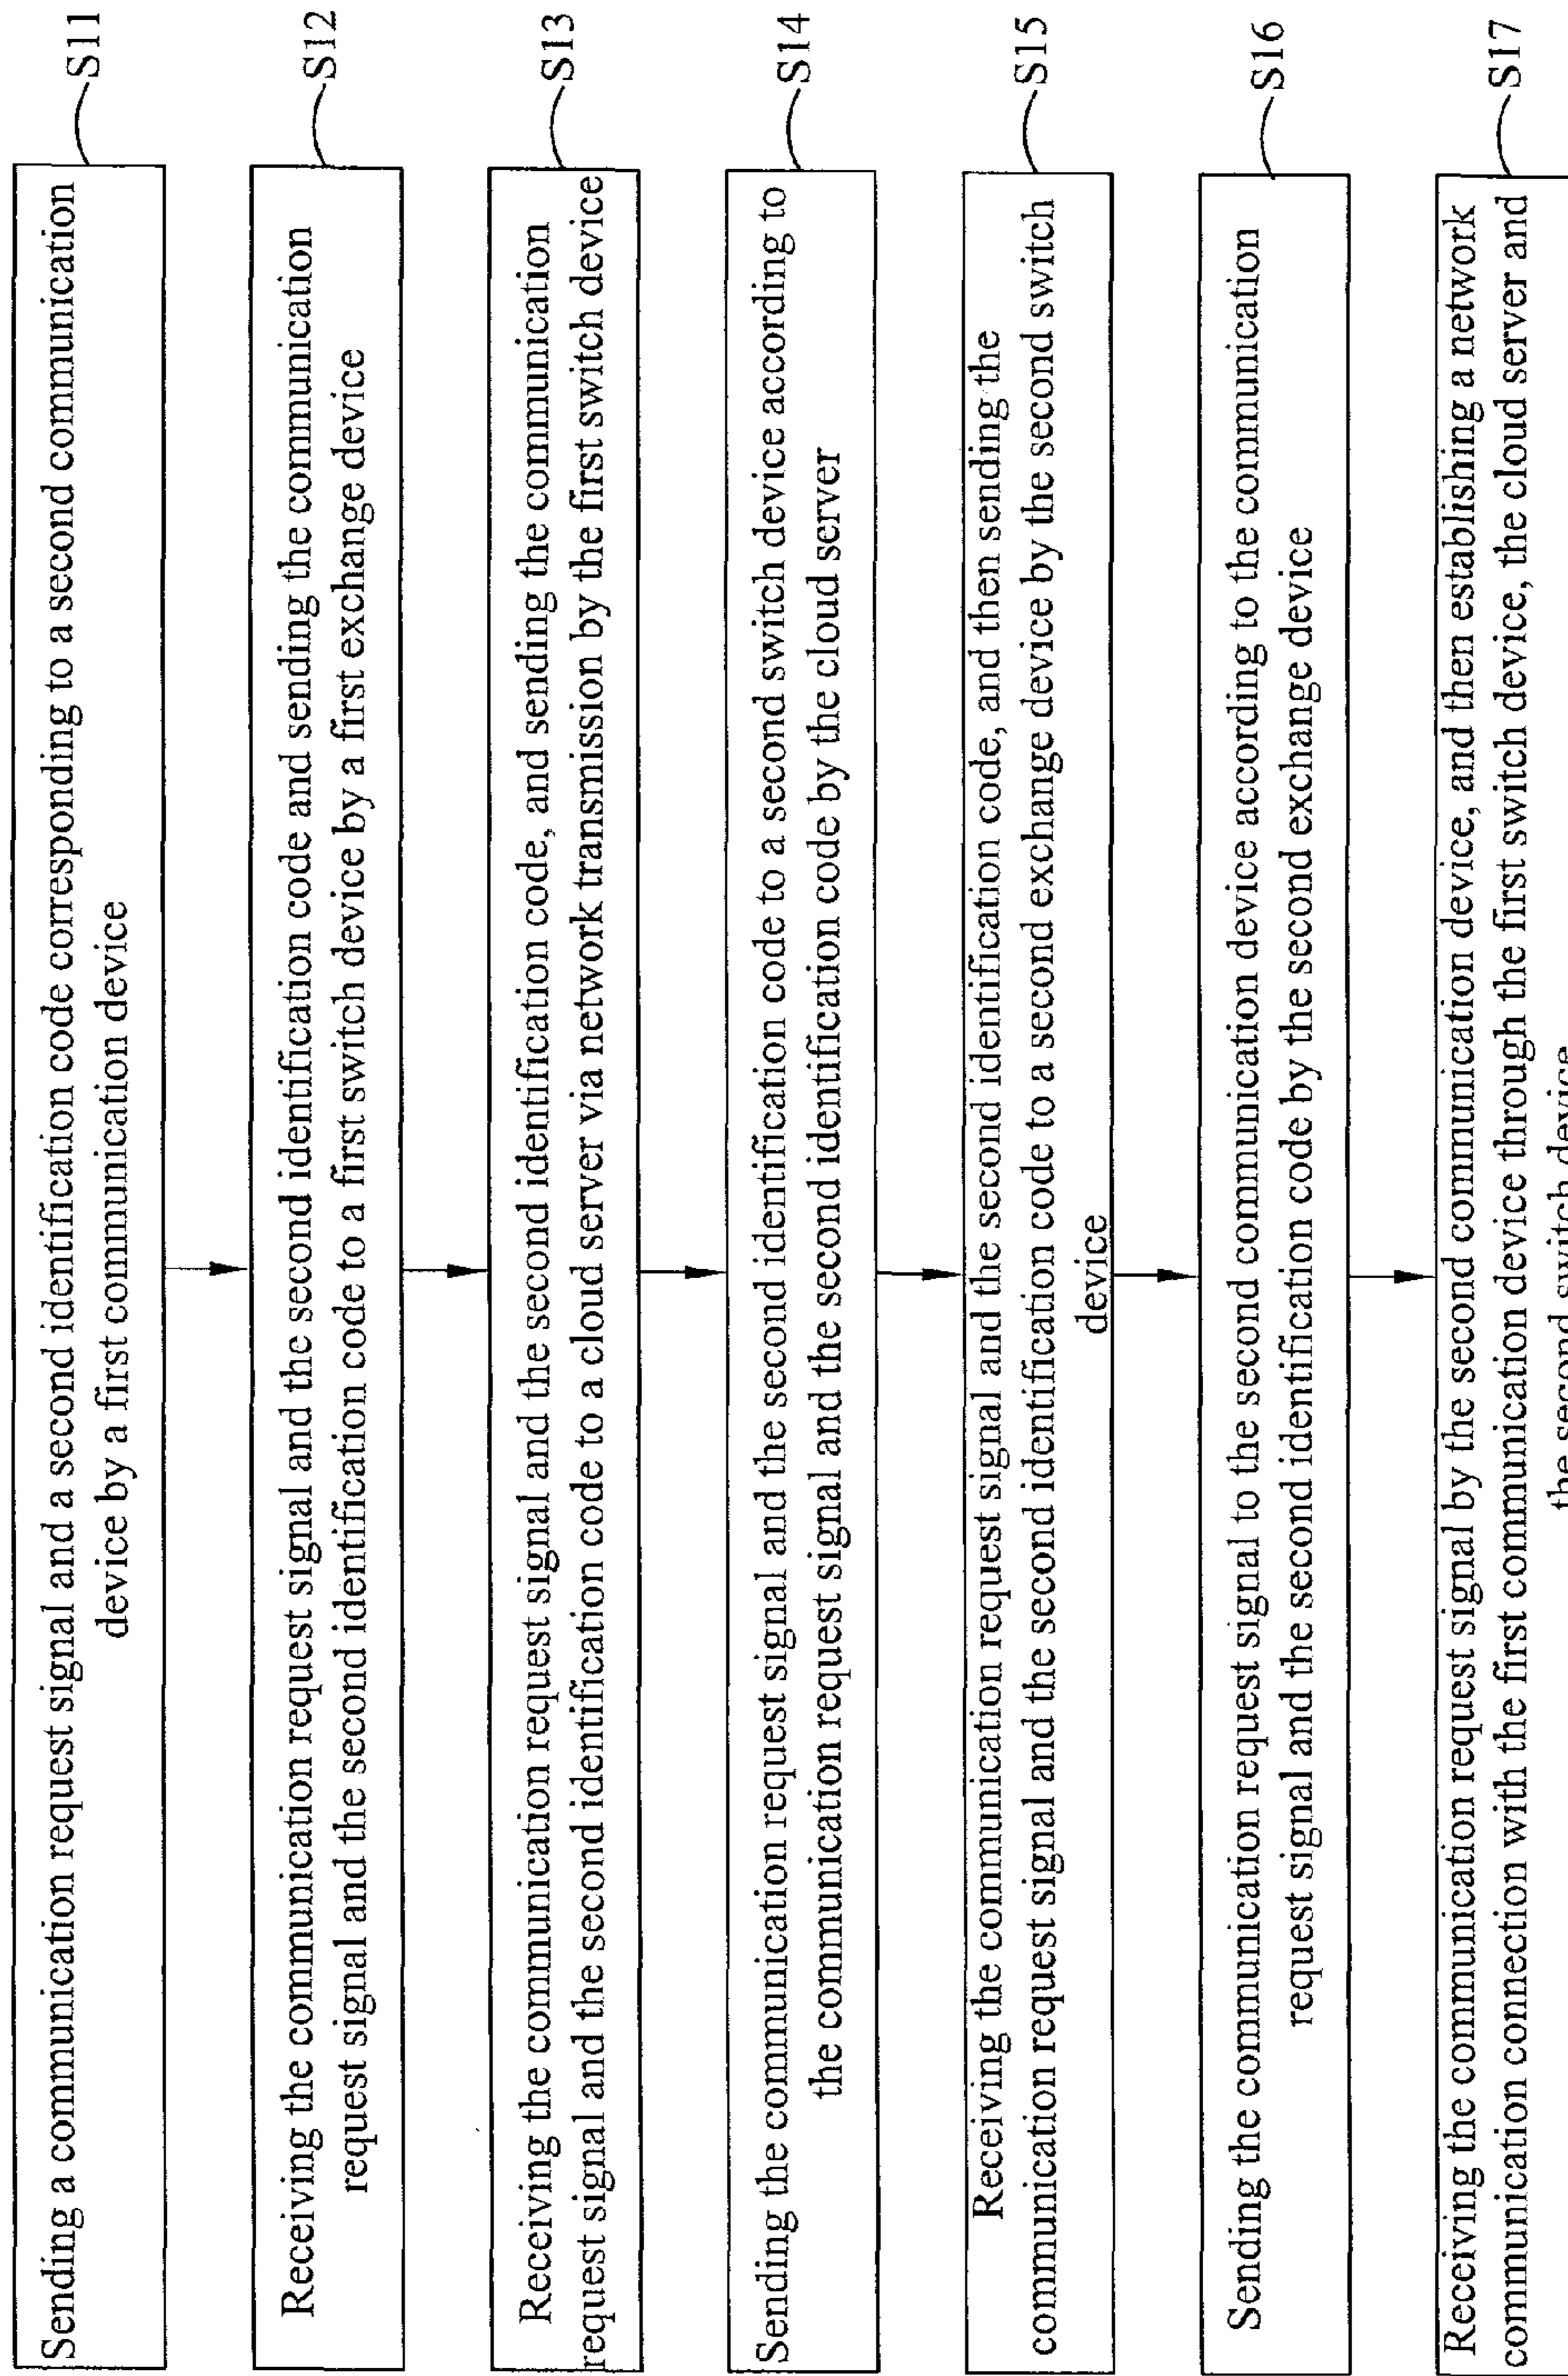 Sending a communication request signal and a second identification code corresponding to a second communication
device by a first communication device
S11
Receiving the communication request signal and the second identification code and sending the communication
request signal and the second identification code to a first switch device by a first exchange device
S12
Receiving the communication request signal and the second identification code, and sending the communication
request signal and the second identification code to a cloud server via network transmission by the first switch device
S13
Sending the communication request signal and the second identification code to a second switch device according to
the communication request signal and the second identification code by the cloud server
S14
Receiving the communication request signal and the second identification code, and then sending the
communication request signal and the second identification code to a second exchange device by the second switch
device
S15
Sending the communication request signal to the second communication device according to the communication
request signal and the second identification code by the second exchange device
S16
Receiving the communication request signal by the second communication device, and then establishing a network
communication connection with the first communication device through the first switch device, the cloud server and
the second switch device
S17